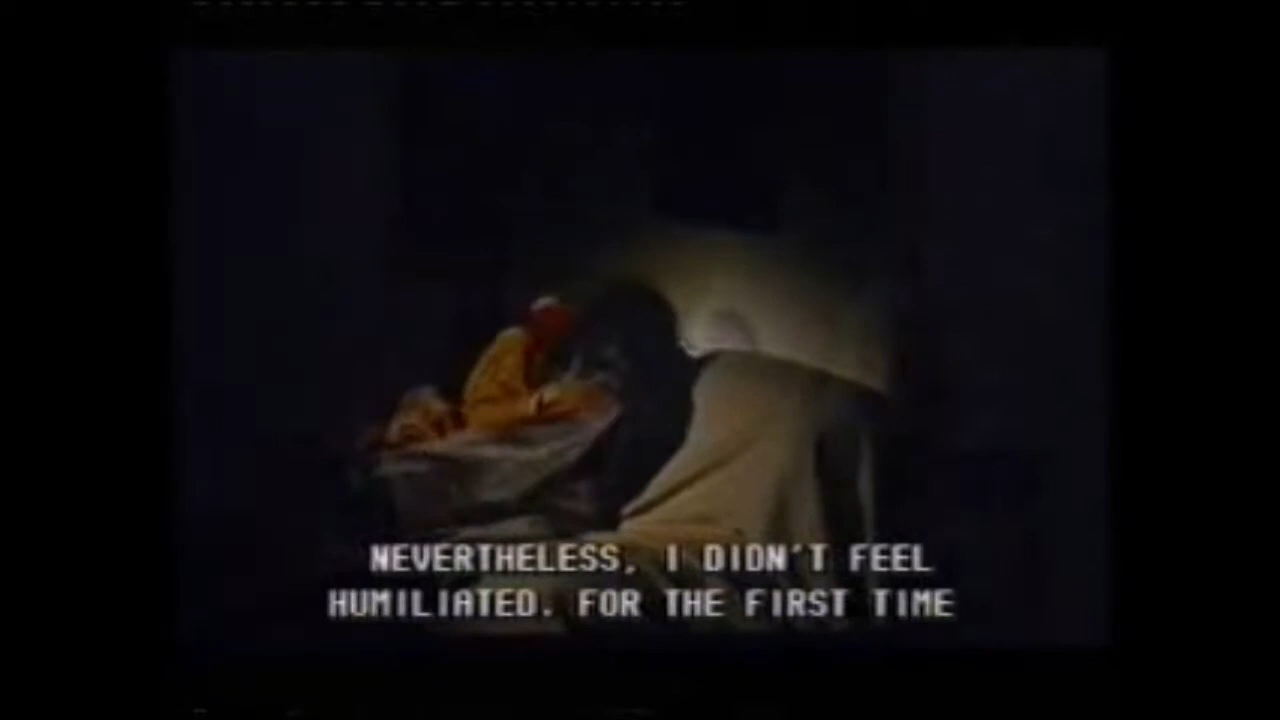 NEVERTHELESS, I DIDN'T FEEL
HUMILIATED. FOR THE FIRST TIME